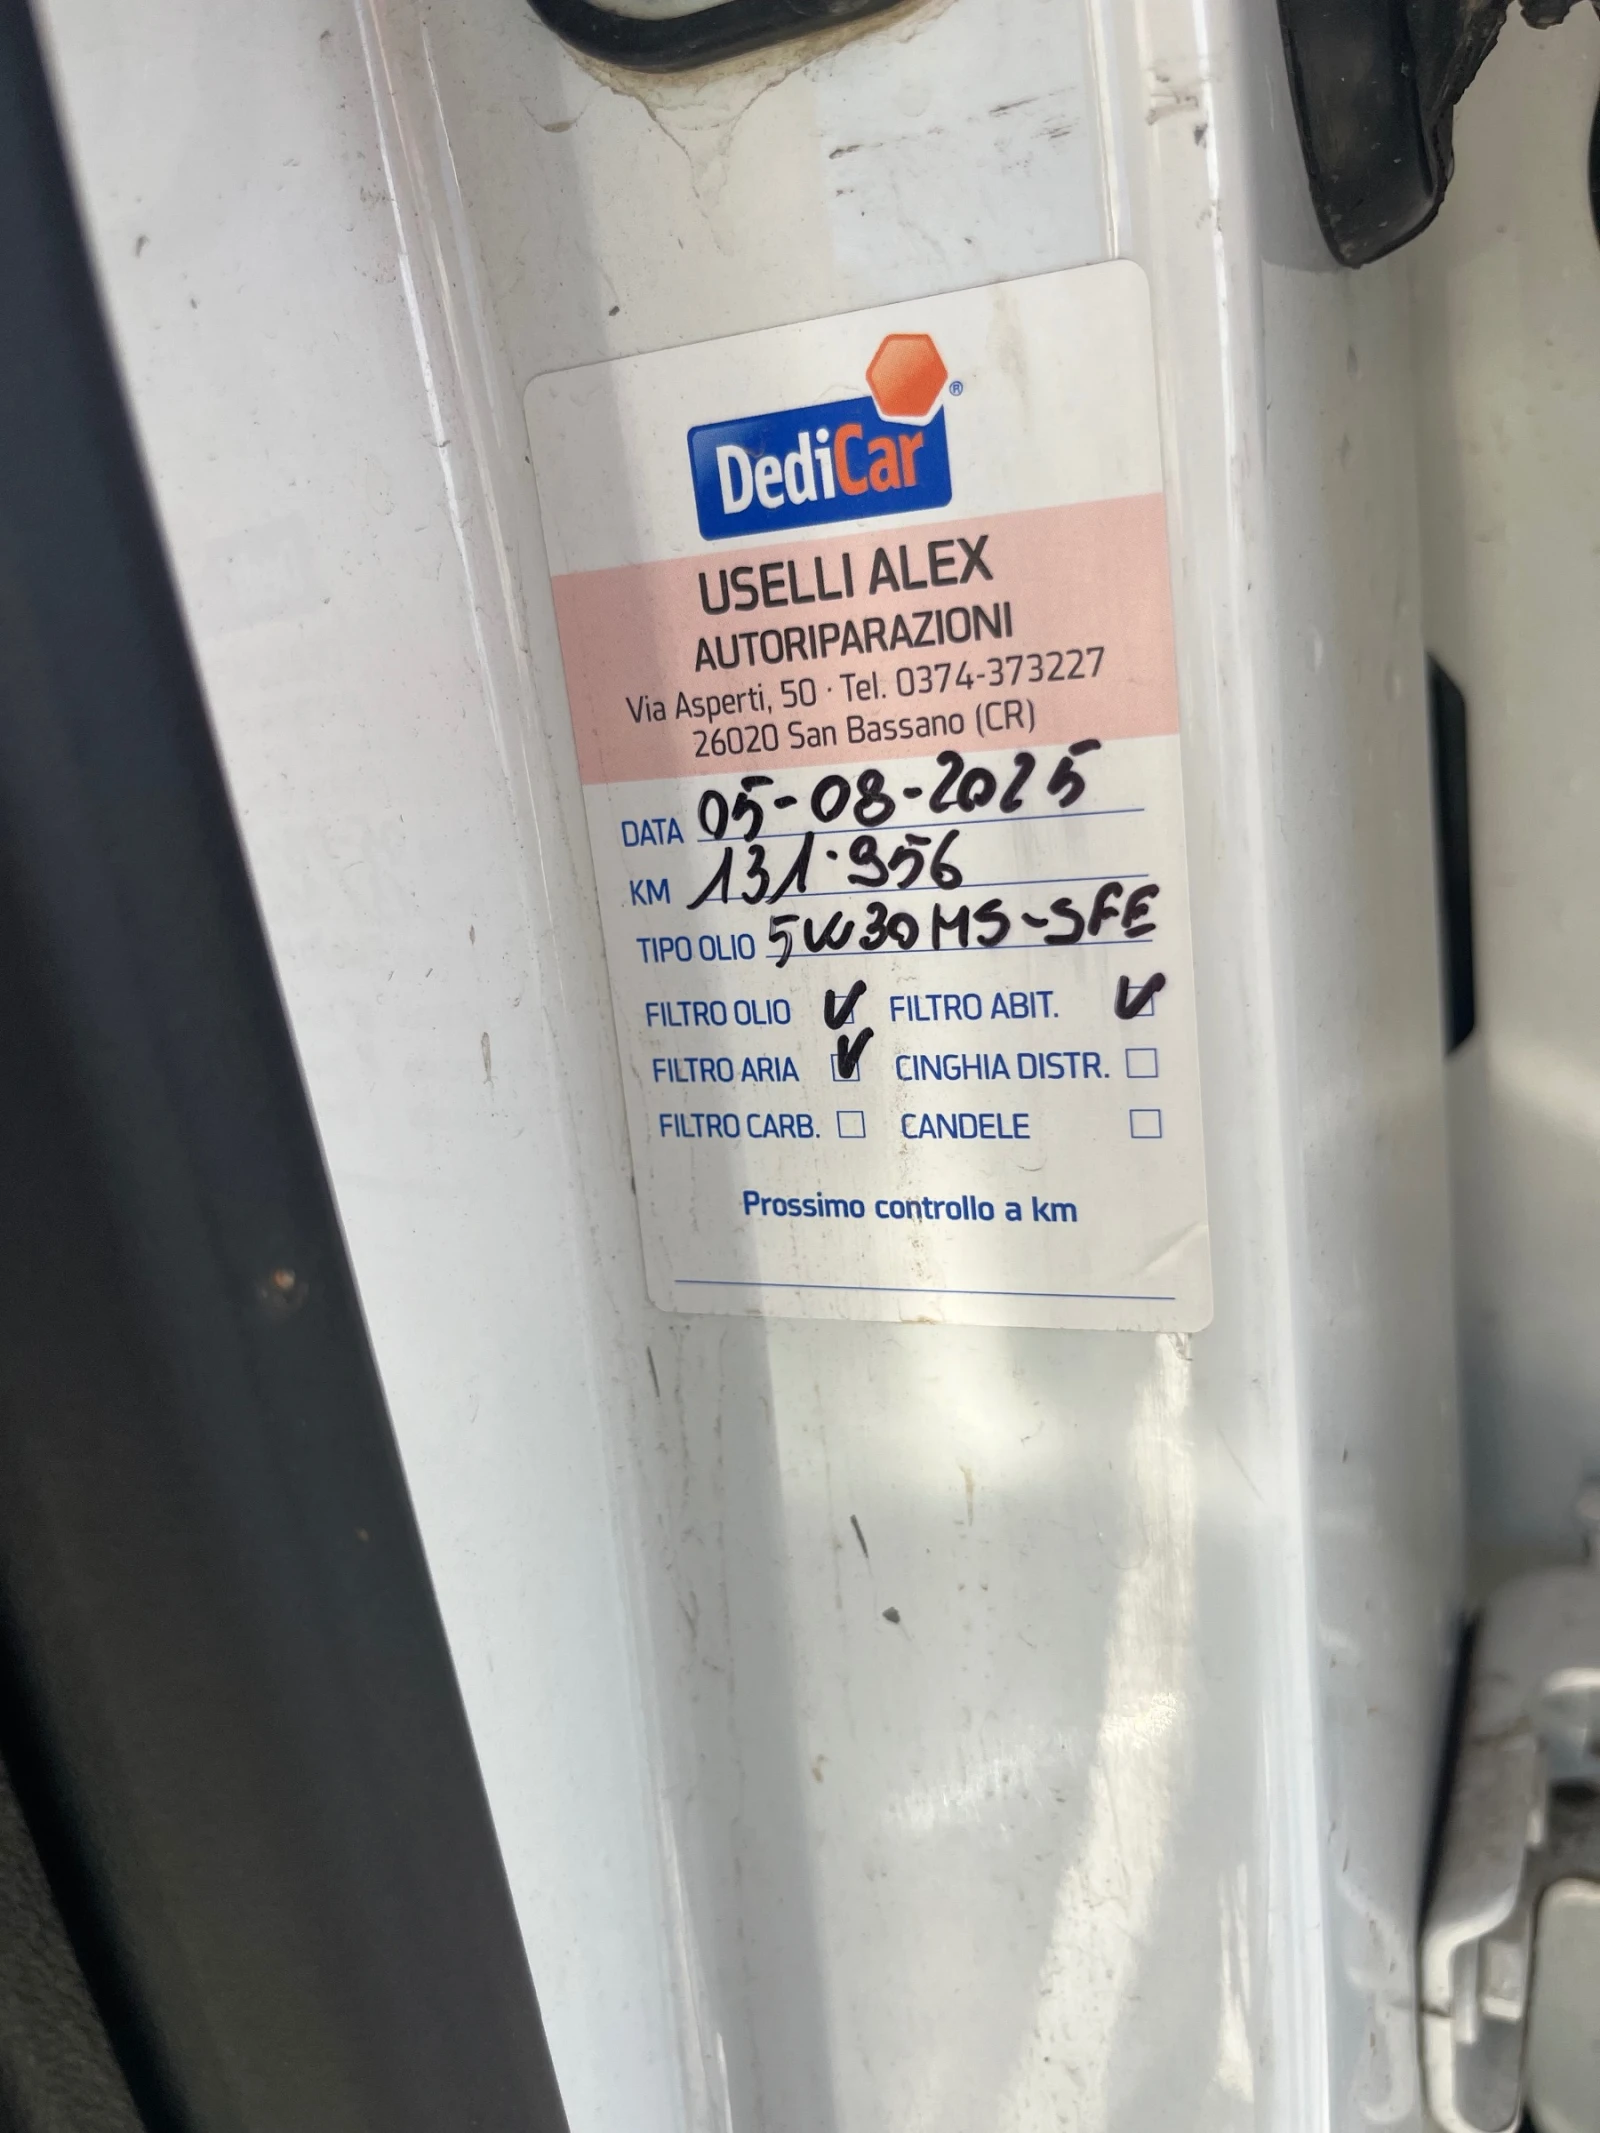 DediCar®
USELLI ALEX
AUTORIPARAZIONI
Via Asperti, 50 · Tel. 0374-373227
26020 San Bassano (CR)
DATA 05-08-2025
KM 131.956
TIPO OLIO 5W30 MS-SFE
FILTRO OLIO ✓ FILTRO ABIT. ✓
FILTRO ARIA ✓ CINGHIA DISTR. ☐
FILTRO CARB. ☐ CANDELE ☐
Prossimo controllo a km